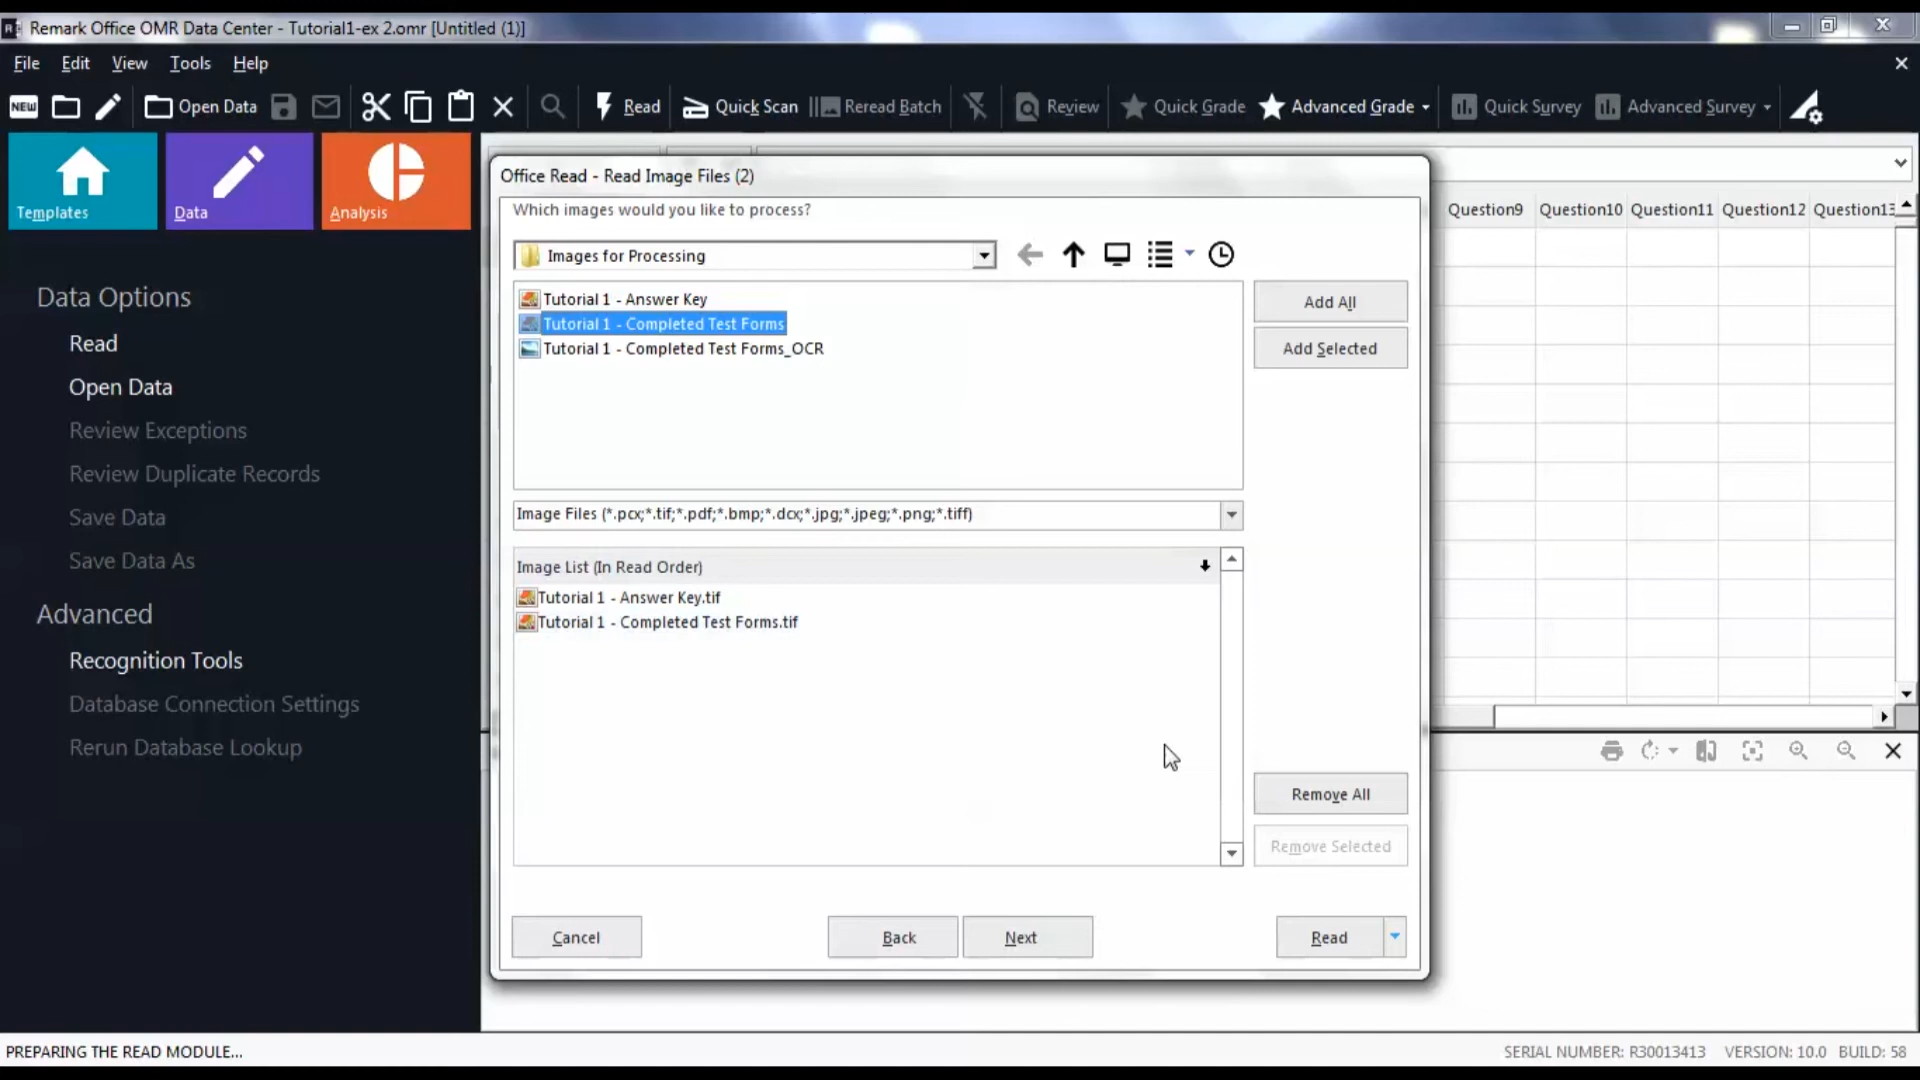 Remark Office OMR Data Center - Tutorial1-ex 2.omr [Untitled (1)]
File Edit View Tools Help
NEW Open Data Read Quick Scan Reread Batch Review Quick Grade Advanced Grade Quick Survey Advanced Survey
Templates Data Analysis
Office Read - Read Image Files (2)
Which images would you like to process?
Question9 Question10 Question11 Question12 Question13
Images for Processing
Data Options
Read
Open Data
Review Exceptions
Review Duplicate Records
Save Data
Save Data As
Advanced
Recognition Tools
Database Connection Settings
Rerun Database Lookup
Tutorial 1 - Answer Key
Tutorial 1 - Completed Test Forms
Tutorial 1 - Completed Test Forms_OCR
Add All
Add Selected
Image Files (*.pcx;*.tif;*.pdf;*.bmp;*.dcx;*.jpg;*.jpeg;*.png;*.tiff)
Image List (In Read Order)
Tutorial 1 - Answer Key.tif
Tutorial 1 - Completed Test Forms.tif
Remove All
Remove Selected
Cancel Back Next Read
PREPARING THE READ MODULE... SERIAL NUMBER: R30013413 VERSION: 10.0 BUILD: 58